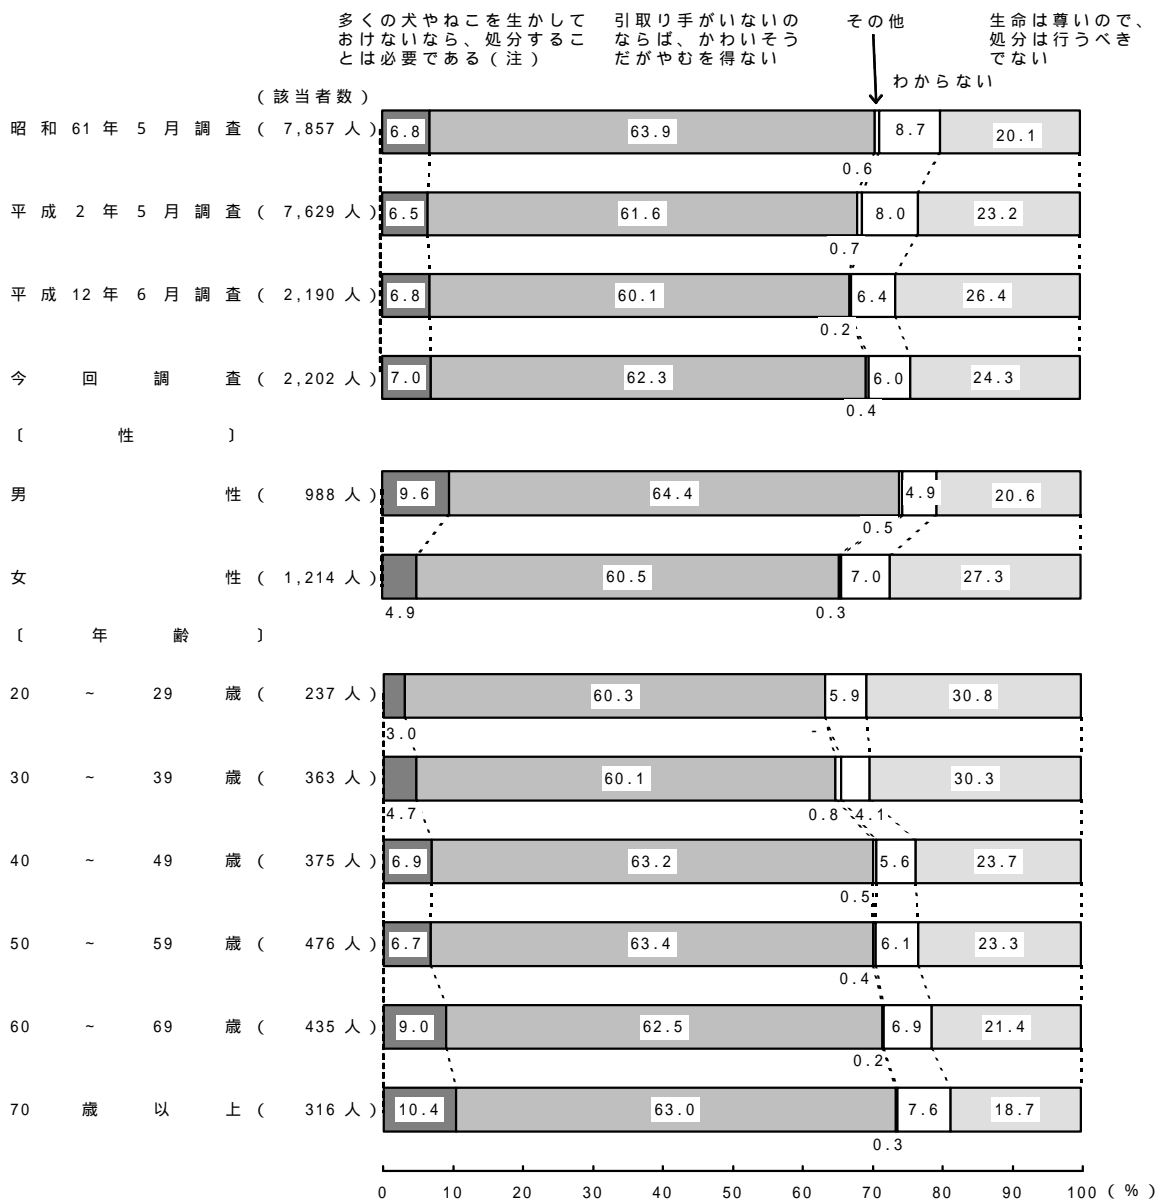 多くの犬やねこを生かして
おけないなら、処分するこ
とは必要である（注）
引取り手がいないの
ならば、かわいそう
だがやむを得ない
その他
生命は尊いので、
処分は行うべき
でない
わからない
（該当者数）
昭和61年5月調査（7,857人） 6.8 63.9 8.7 20.1
0.6
平成2年5月調査（7,629人） 6.5 61.6 8.0 23.2
0.7
平成12年6月調査（2,190人） 6.8 60.1 6.4 26.4
0.2
今回調査（2,202人） 7.0 62.3 6.0 24.3
0.4
〔性〕
男性（988人） 9.6 64.4 4.9 20.6
0.5
女性（1,214人） 60.5 7.0 27.3
4.9 0.3
〔年齢〕
20～29歳（237人） 60.3 5.9 30.8
3.0 -
30～39歳（363人） 60.1 30.3
4.7 0.8 4.1
40～49歳（375人） 6.9 63.2 5.6 23.7
0.5
50～59歳（476人） 6.7 63.4 6.1 23.3
0.4
60～69歳（435人） 9.0 62.5 6.9 21.4
0.2
70歳以上（316人） 10.4 63.0 7.6 18.7
0.3
0 10 20 30 40 50 60 70 80 90 100（％）